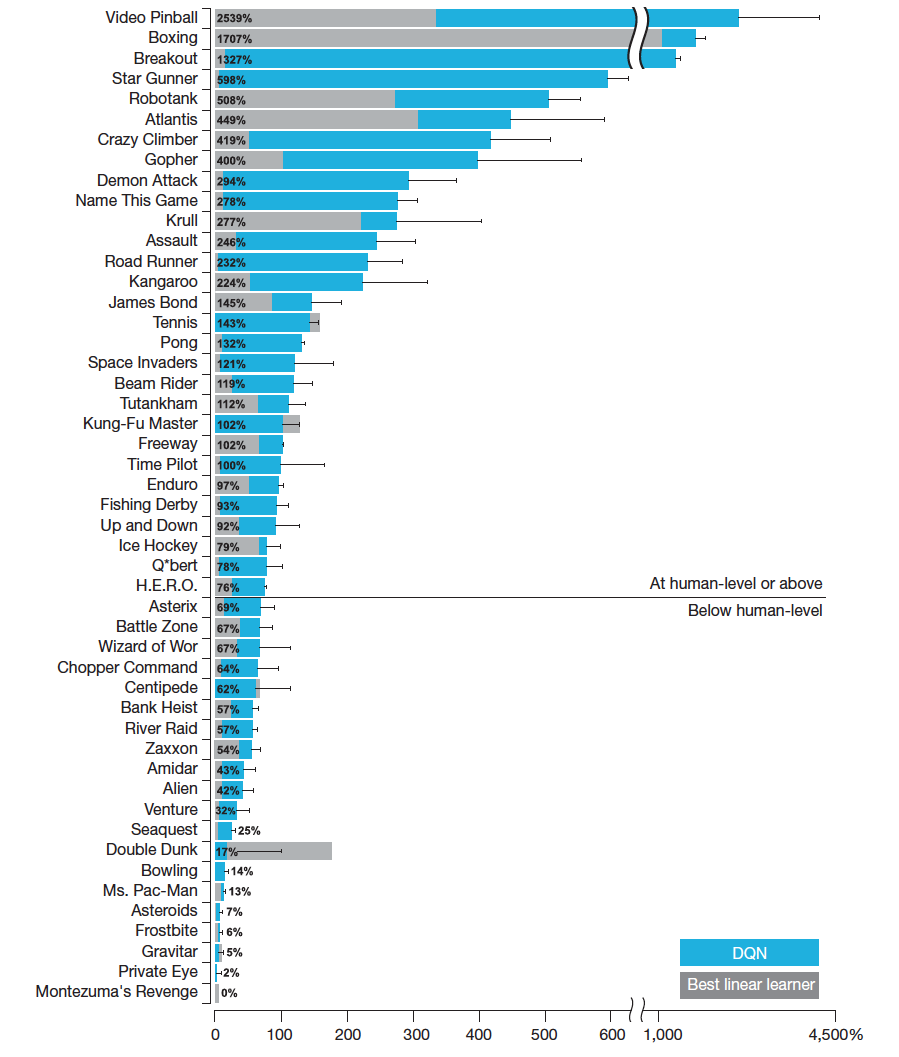 Video Pinball 2539%
Boxing 1707%
Breakout 1327%
Star Gunner 598%
Robotank 508%
Atlantis 449%
Crazy Climber 419%
Gopher 400%
Demon Attack 294%
Name This Game 278%
Krull 277%
Assault 246%
Road Runner 232%
Kangaroo 224%
James Bond 145%
Tennis 143%
Pong 132%
Space Invaders 121%
Beam Rider 119%
Tutankham 112%
Kung-Fu Master 102%
Freeway 102%
Time Pilot 100%
Enduro 97%
Fishing Derby 93%
Up and Down 92%
Ice Hockey 79%
Q*bert 78%
H.E.R.O. 76%
At human-level or above
Asterix 69%
Below human-level
Battle Zone 67%
Wizard of Wor 67%
Chopper Command 64%
Centipede 62%
Bank Heist 57%
River Raid 57%
Zaxxon 54%
Amidar 43%
Alien 42%
Venture 32%
Seaquest 25%
Double Dunk 17%
Bowling 14%
Ms. Pac-Man 13%
Asteroids 7%
Frostbite 6%
Gravitar 5%
Private Eye 2%
Montezuma's Revenge 0%
DQN
Best linear learner
0 100 200 300 400 500 600 1,000 4,500%